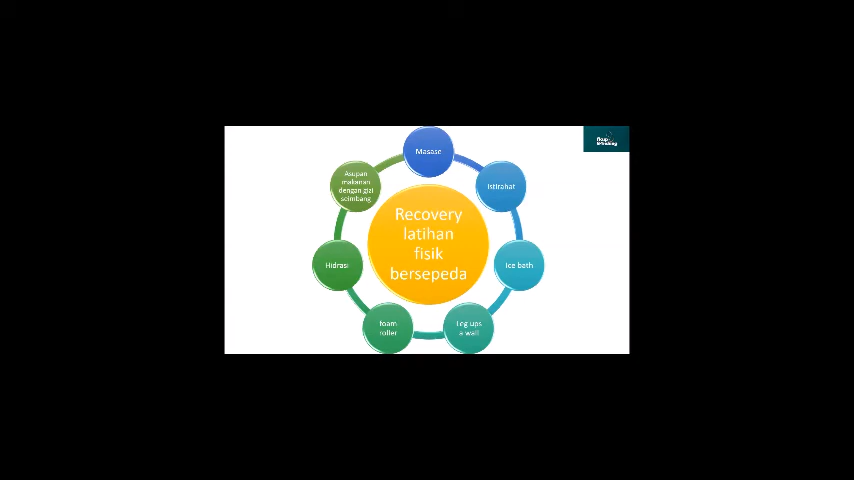 Masase
Istirahat
Ice bath
Leg ups
a wall
foam
roller
Hidrasi
Asupan
makanan
dengan gizi
seimbang
Recovery
latihan
fisik
bersepeda